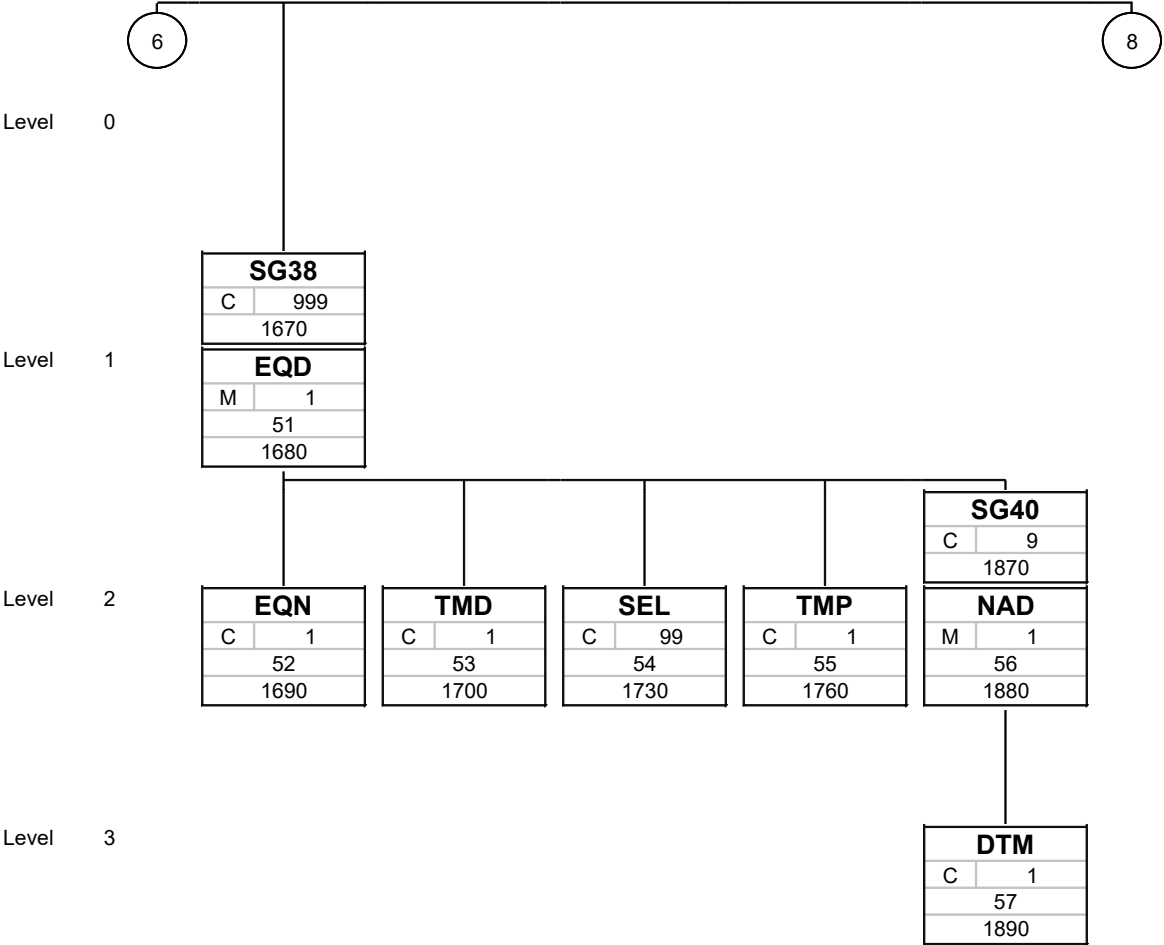 6
8
Level 0
SG38
C 999
1670
Level 1
EQD
M 1
51
1680
SG40
C 9
1870
Level 2
EQN
C 1
52
1690
TMD
C 1
53
1700
SEL
C 99
54
1730
TMP
C 1
55
1760
NAD
M 1
56
1880
Level 3
DTM
C 1
57
1890